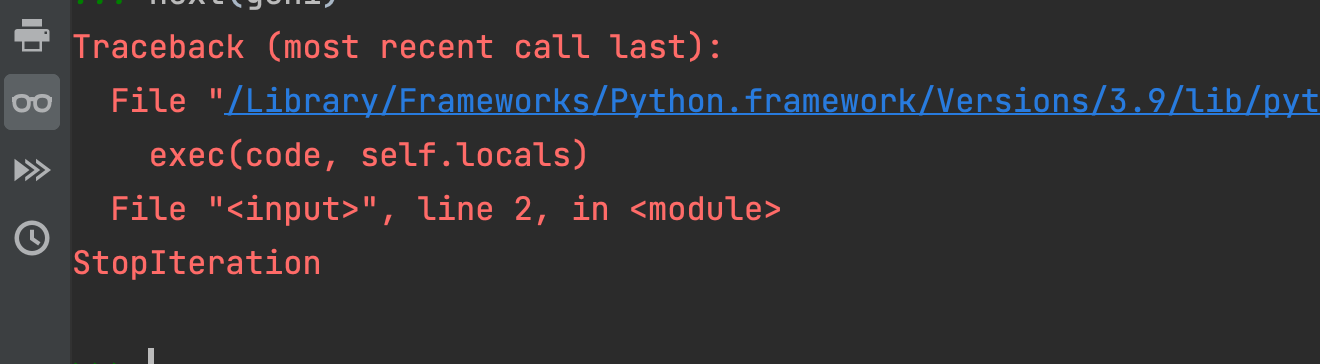 >>> next(gen1)
Traceback (most recent call last):
  File "/Library/Frameworks/Python.framework/Versions/3.9/lib/pyt
    exec(code, self.locals)
  File "<input>", line 2, in <module>
StopIteration
>>>